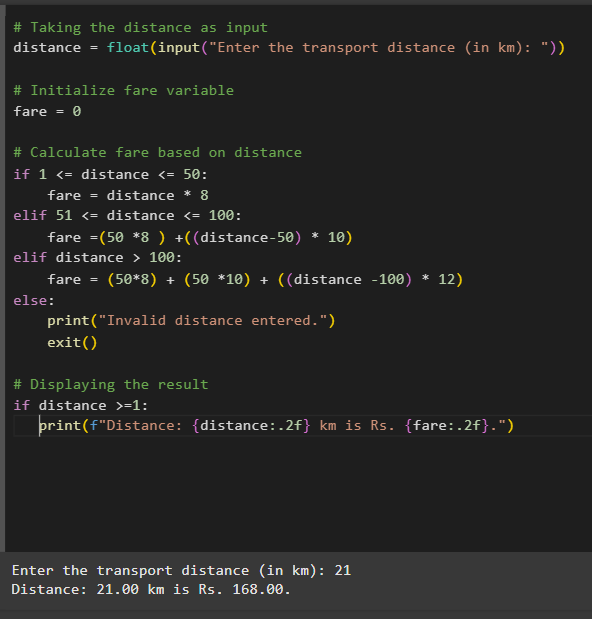 # Taking the distance as input
distance = float(input("Enter the transport distance (in km): "))
# Initialize fare variable
fare = 0
# Calculate fare based on distance
if 1 <= distance <= 50:
    fare = distance * 8
elif 51 <= distance <= 100:
    fare =(50 *8 ) +((distance-50) * 10)
elif distance > 100:
    fare = (50*8) + (50 *10) + ((distance -100) * 12)
else:
    print("Invalid distance entered.")
    exit()
# Displaying the result
if distance >=1:
   print(f"Distance: {distance:.2f} km is Rs. {fare:.2f}.")
Enter the transport distance (in km): 21
Distance: 21.00 km is Rs. 168.00.